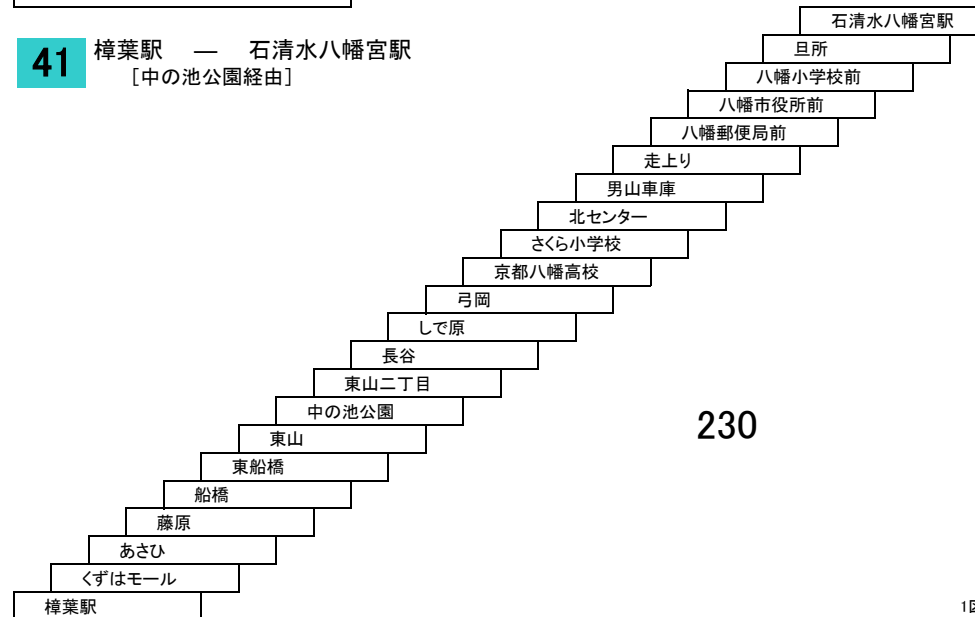 石清水八幡宮駅
41 樟葉駅 ― 石清水八幡宮駅
[中の池公園経由]
旦所
八幡小学校前
八幡市役所前
八幡郵便局前
走上り
男山車庫
北センター
さくら小学校
京都八幡高校
弓岡
しで原
長谷
東山二丁目
中の池公園
230
東山
東船橋
船橋
藤原
あさひ
くずはモール
樟葉駅